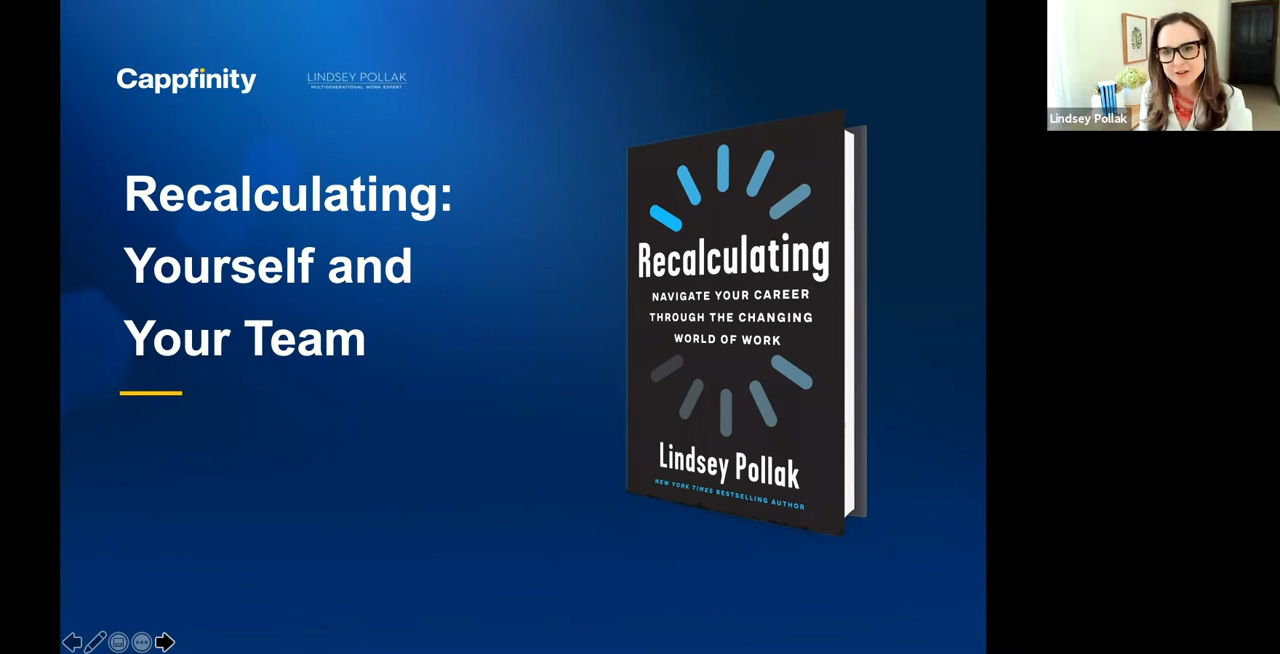 Cappfinity
LINDSEY POLLAK
MULTIGENERATIONAL WORK EXPERT
Recalculating:
Yourself and
Your Team
Recalculating
NAVIGATE YOUR CAREER
THROUGH THE CHANGING
WORLD OF WORK
Lindsey Pollak
NEW YORK TIMES BESTSELLING AUTHOR
Lindsey Pollak